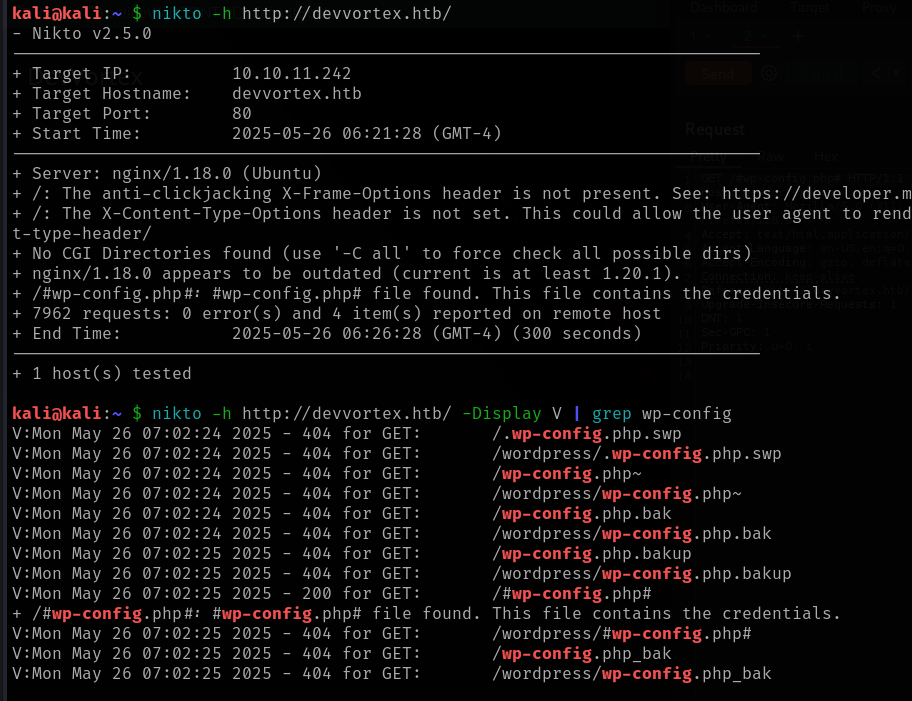 kali@kali:~ $ nikto -h http://devvortex.htb/
- Nikto v2.5.0
---------------------------------------------------------------------------
+ Target IP:          10.10.11.242
+ Target Hostname:    devvortex.htb
+ Target Port:        80
+ Start Time:         2025-05-26 06:21:28 (GMT-4)
---------------------------------------------------------------------------
+ Server: nginx/1.18.0 (Ubuntu)
+ /: The anti-clickjacking X-Frame-Options header is not present. See: https://developer.m
+ /: The X-Content-Type-Options header is not set. This could allow the user agent to rend
t-type-header/
+ No CGI Directories found (use '-C all' to force check all possible dirs)
+ nginx/1.18.0 appears to be outdated (current is at least 1.20.1).
+ /#wp-config.php#: #wp-config.php# file found. This file contains the credentials.
+ 7962 requests: 0 error(s) and 4 item(s) reported on remote host
+ End Time:           2025-05-26 06:26:28 (GMT-4) (300 seconds)
---------------------------------------------------------------------------
+ 1 host(s) tested
kali@kali:~ $ nikto -h http://devvortex.htb/ -Display V | grep wp-config
V:Mon May 26 07:02:24 2025 - 404 for GET:       /.wp-config.php.swp
V:Mon May 26 07:02:24 2025 - 404 for GET:       /wordpress/.wp-config.php.swp
V:Mon May 26 07:02:24 2025 - 404 for GET:       /wp-config.php~
V:Mon May 26 07:02:24 2025 - 404 for GET:       /wordpress/wp-config.php~
V:Mon May 26 07:02:24 2025 - 404 for GET:       /wp-config.php.bak
V:Mon May 26 07:02:24 2025 - 404 for GET:       /wordpress/wp-config.php.bak
V:Mon May 26 07:02:25 2025 - 404 for GET:       /wp-config.php.bakup
V:Mon May 26 07:02:25 2025 - 404 for GET:       /wordpress/wp-config.php.bakup
V:Mon May 26 07:02:25 2025 - 200 for GET:       /#wp-config.php#
+ /#wp-config.php#: #wp-config.php# file found. This file contains the credentials.
V:Mon May 26 07:02:25 2025 - 404 for GET:       /wordpress/#wp-config.php#
V:Mon May 26 07:02:25 2025 - 404 for GET:       /wp-config.php_bak
V:Mon May 26 07:02:25 2025 - 404 for GET:       /wordpress/wp-config.php_bak